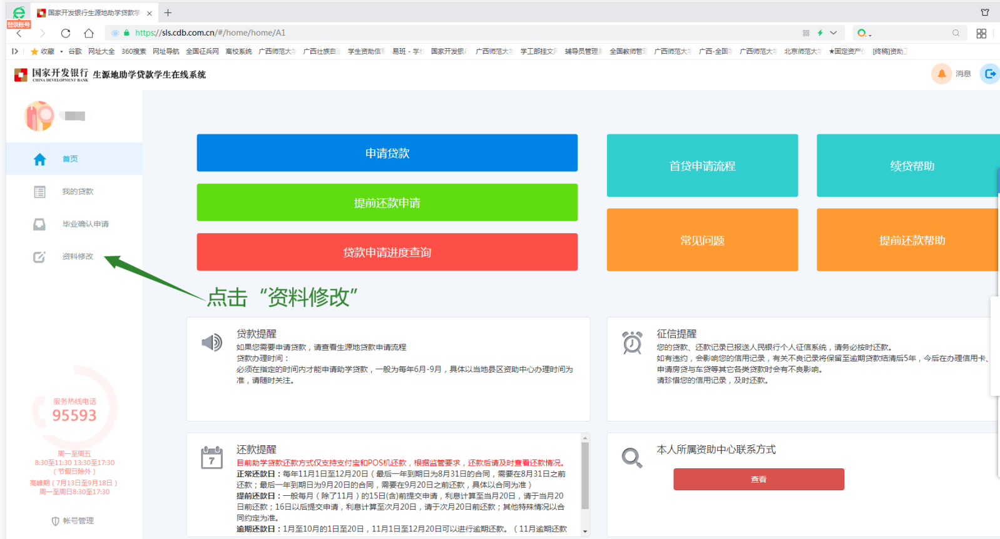 国家开发银行生源地助学贷款学
登录账号
https://sls.cdb.com.cn/#/home/home/A1
收藏 谷歌 网址大全 360搜索 网址导航 全国征兵网 高校系统 广西师范大 广西壮族自 学生资助信 易班 - 学 国家开发银行 广西师范大 学工部挂文 辅导员管理 全国教师管 广西师范大 广西-全国 广西师范大 北京师范大 ★固定资产 [终稿]资助
国家开发银行 生源地助学贷款学生在线系统
CHINA DEVELOPMENT BANK
消息
首页
我的贷款
毕业确认申请
资料修改
申请贷款
提前还款申请
贷款申请进度查询
首贷申请流程
续贷帮助
常见问题
提前还款帮助
点击“资料修改”
贷款提醒
如果您需要申请贷款，请查看生源地贷款申请流程
贷款办理时间：
必须在指定的时间内才能申请助学贷款，一般为每年6月-9月，具体以当地县区资助中心办理时间为
准，请随时关注。
征信提醒
您的贷款、还款记录已报送人民银行个人征信系统，请务必按时还款。
如有违约，会影响您的信用记录，有关不良记录将保留至逾期贷款结清后5年，今后在办理信用卡、
申请房贷与车贷等其它各类贷款时会有不良影响。
请珍惜您的信用记录，及时还款。
7
还款提醒
目前助学贷款还款方式仅支持支付宝和POS机还款，根据监管要求，还款后请及时查看还款情况。
正常还款日：每年11月1日至12月20日（最后一年到期日为8月31日的合同，需要在8月31日之前
还款；最后一年到期日为9月20日的合同，需要在9月20日之前还款，具体以合同为准）
提前还款日：一般每月（除了11月）的15日(含)前提交申请，利息计算至当月20日，请于当月20
日前还款；16日以后提交申请，利息计算至次月20日，请于次月20日前还款；其他特殊情况以合
同约定为准。
逾期还款日：1月至10月的1日至20日，11月1日至12月20日可以进行逾期还款。（11月逾期还款
本人所属资助中心联系方式
查看
服务热线电话
95593
周一至周五
8:30至11:30 13:30至17:30
（节假日除外）
高峰期（7月13日至9月18日）
周一至周日8:30至17:30
帐号管理